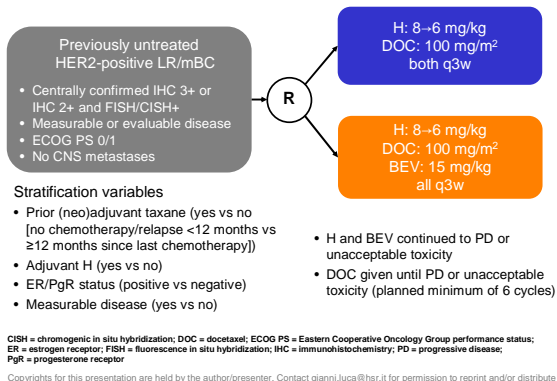 Previously untreated
HER2-positive LR/mBC
• Centrally confirmed IHC 3+ or
IHC 2+ and FISH/CISH+
• Measurable or evaluable disease
• ECOG PS 0/1
• No CNS metastases
R
H: 8→6 mg/kg
DOC: 100 mg/m²
both q3w
H: 8→6 mg/kg
DOC: 100 mg/m²
BEV: 15 mg/kg
all q3w
Stratification variables
• Prior (neo)adjuvant taxane (yes vs no
[no chemotherapy/relapse <12 months vs
≥12 months since last chemotherapy])
• Adjuvant H (yes vs no)
• ER/PgR status (positive vs negative)
• Measurable disease (yes vs no)
• H and BEV continued to PD or
unacceptable toxicity
• DOC given until PD or unacceptable
toxicity (planned minimum of 6 cycles)
CISH = chromogenic in situ hybridization; DOC = docetaxel; ECOG PS = Eastern Cooperative Oncology Group performance status;
ER = estrogen receptor; FISH = fluorescence in situ hybridization; IHC = immunohistochemistry; PD = progressive disease;
PgR = progesterone receptor
Copyrights for this presentation are held by the author/presenter. Contact gianni.luca@hsr.it for permission to reprint and/or distribute